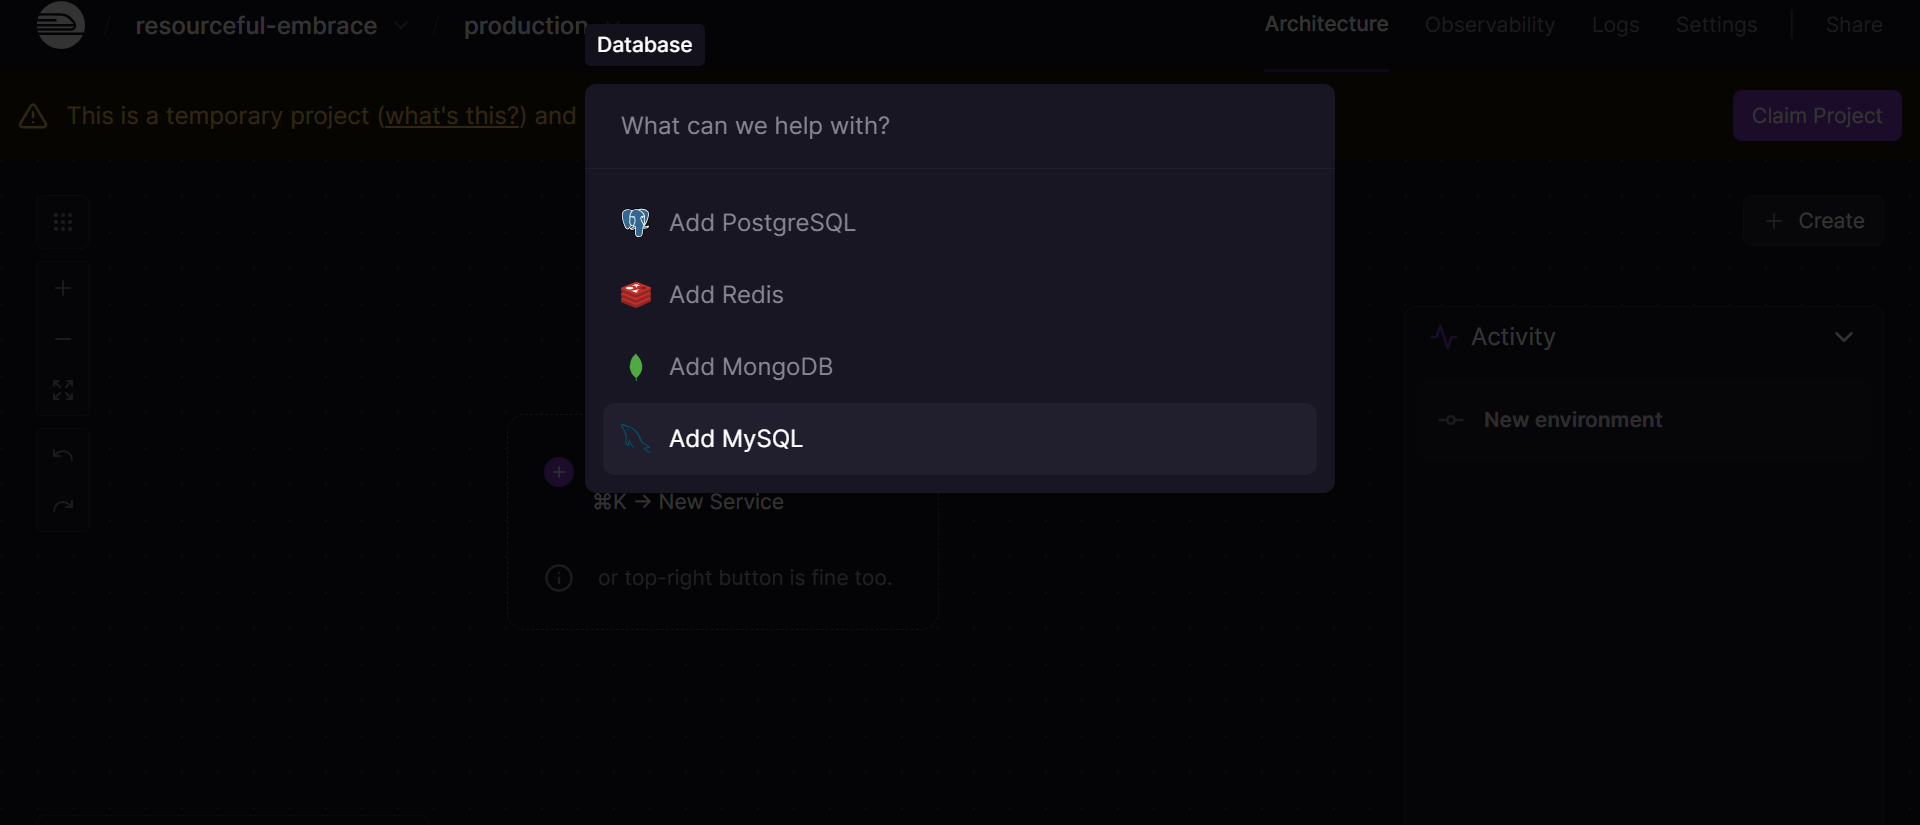 resourceful-embrace
production
Architecture
Observability
Logs
Settings
Share
Database
This is a temporary project (what's this?) and
Claim Project
What can we help with?
Add PostgreSQL
Add Redis
Add MongoDB
Add MySQL
Create
Activity
New environment
⌘K → New Service
or top-right button is fine too.